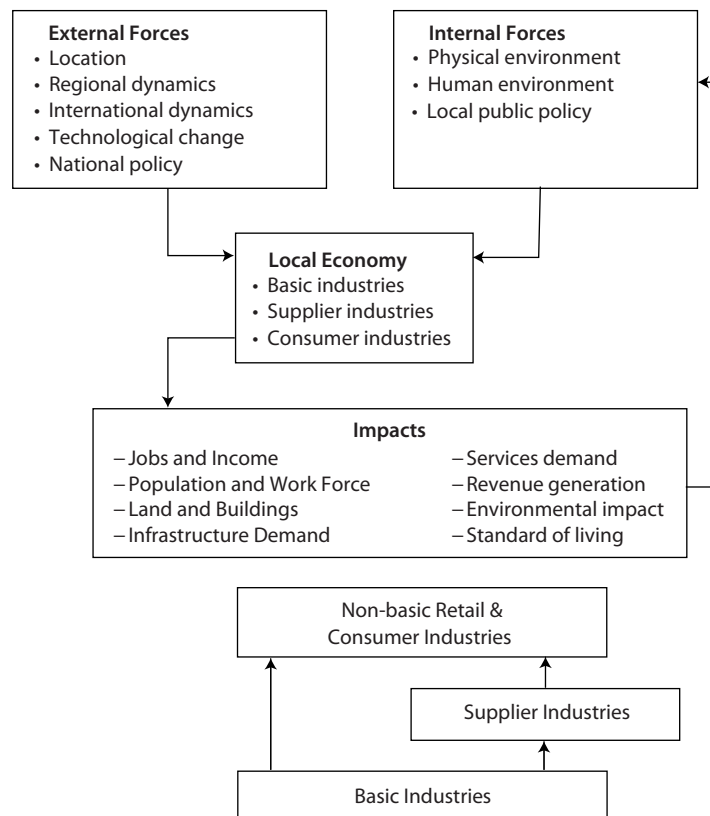 External Forces
• Location
• Regional dynamics
• International dynamics
• Technological change
• National policy
Internal Forces
• Physical environment
• Human environment
• Local public policy
Local Economy
• Basic industries
• Supplier industries
• Consumer industries
Impacts
– Jobs and Income
– Population and Work Force
– Land and Buildings
– Infrastructure Demand
– Services demand
– Revenue generation
– Environmental impact
– Standard of living
Non-basic Retail &
Consumer Industries
Supplier Industries
Basic Industries